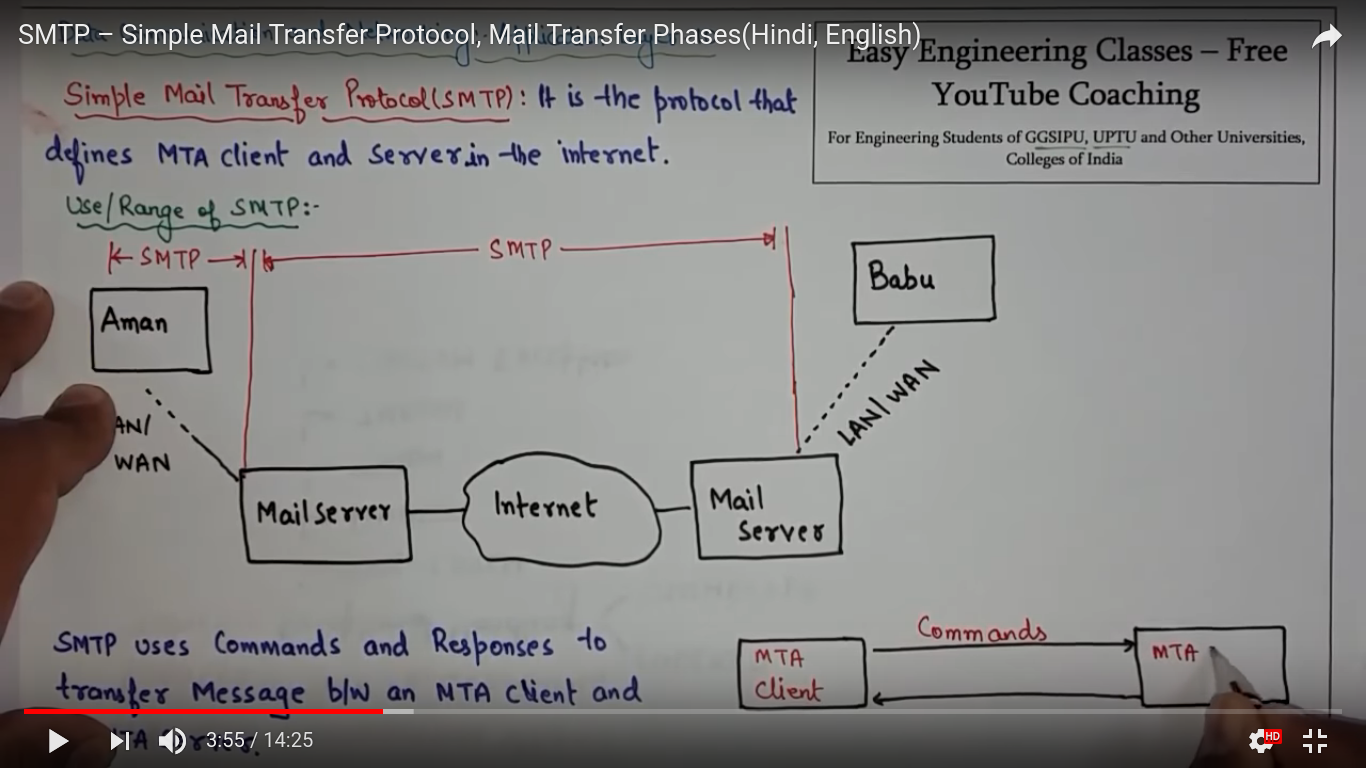 SMTP – Simple Mail Transfer Protocol, Mail Transfer Phases(Hindi, English)
Easy Engineering Classes – Free
YouTube Coaching
For Engineering Students of GGSIPU, UPTU and Other Universities,
Colleges of India
Simple Mail Transfer Protocol(SMTP): It is the protocol that
defines MTA client and Server in the internet.
Use/Range of SMTP:-
SMTP
SMTP
Aman
Babu
AN/
WAN
LAN/WAN
Mail server
Internet
Mail
Server
SMTP uses Commands and Responses to
transfer Message b/w an MTA Client and
Commands
MTA
Client
MTA
3:55 / 14:25
HD